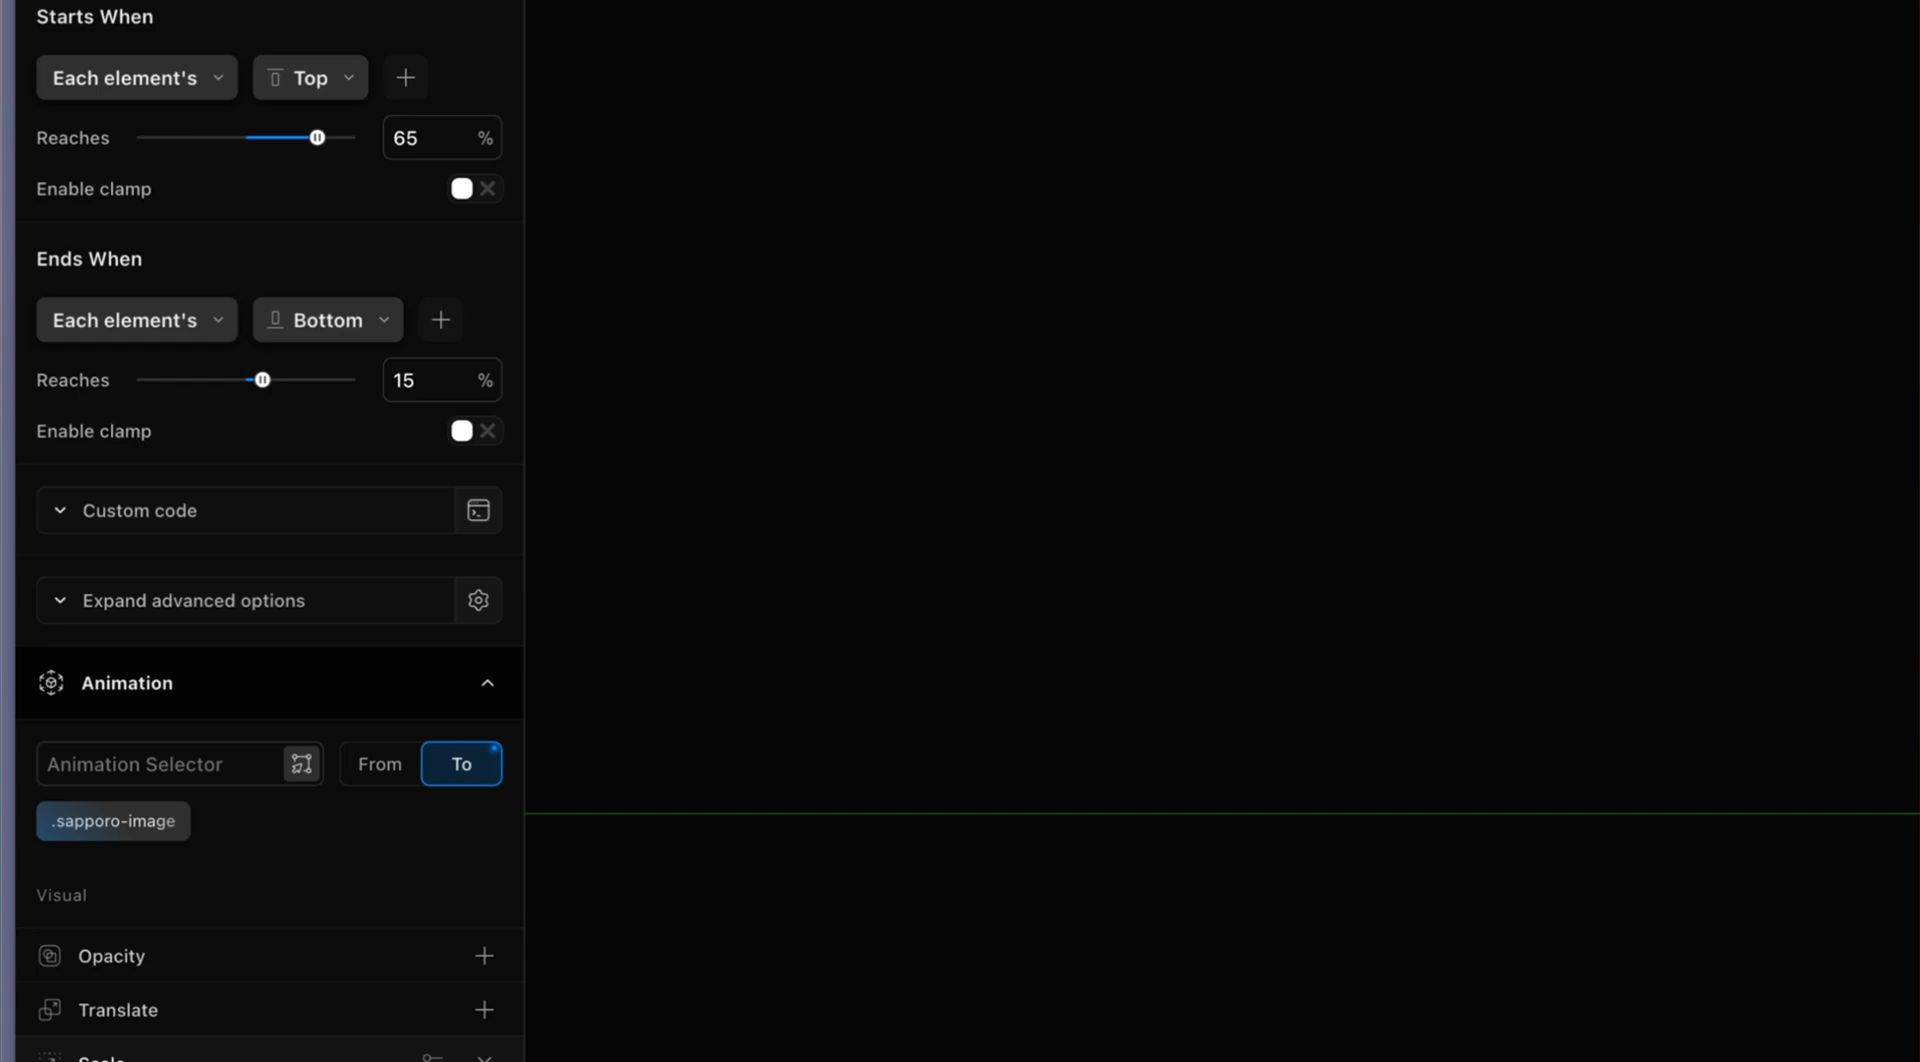 Starts When
Each element's Top
Reaches 65 %
Enable clamp
Ends When
Each element's Bottom
Reaches 15 %
Enable clamp
Custom code
Expand advanced options
Animation
Animation Selector From To
.sapporo-image
Visual
Opacity
Translate
Scale